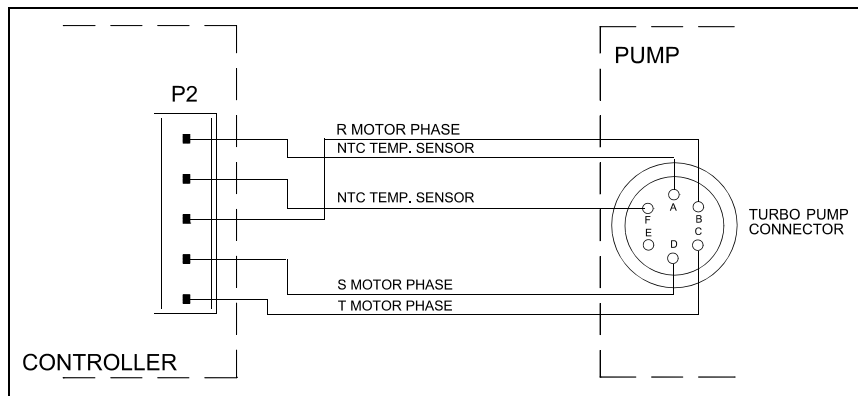 PUMP
P2
R MOTOR PHASE
NTC TEMP. SENSOR
NTC TEMP. SENSOR
A
F
B
E
D
C
TURBO PUMP
CONNECTOR
S MOTOR PHASE
T MOTOR PHASE
CONTROLLER